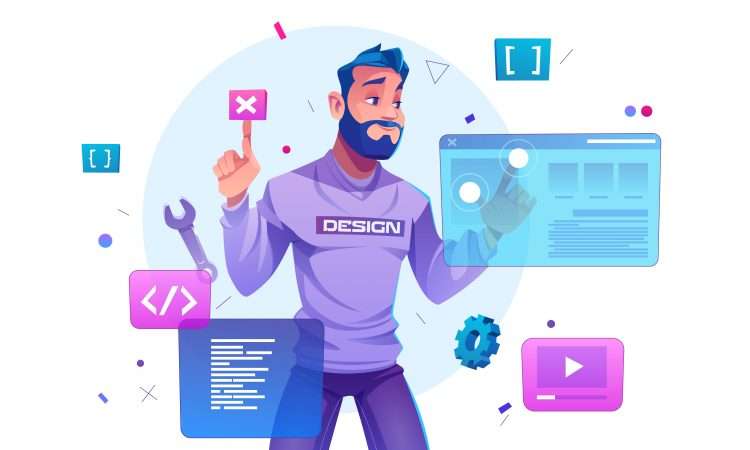 [ ]
{ }
DESIGN
</>